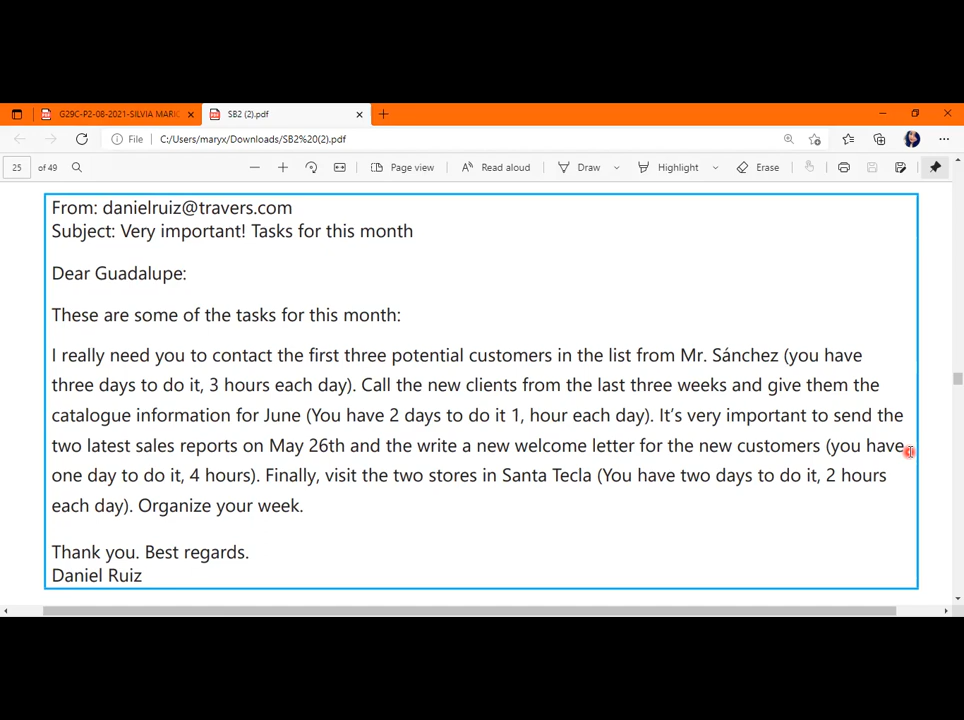 G29C-P2-08-2021-SILVIA MARI
SB2 (2).pdf
File
C:/Users/maryx/Downloads/SB2%20(2).pdf
25 of 49
Page view
Read aloud
Draw
Highlight
Erase
From: danielruiz@travers.com
Subject: Very important! Tasks for this month
Dear Guadalupe:
These are some of the tasks for this month:
I really need you to contact the first three potential customers in the list from Mr. Sánchez (you have
three days to do it, 3 hours each day). Call the new clients from the last three weeks and give them the
catalogue information for June (You have 2 days to do it 1, hour each day). It’s very important to send the
two latest sales reports on May 26th and the write a new welcome letter for the new customers (you have
one day to do it, 4 hours). Finally, visit the two stores in Santa Tecla (You have two days to do it, 2 hours
each day). Organize your week.
Thank you. Best regards.
Daniel Ruiz